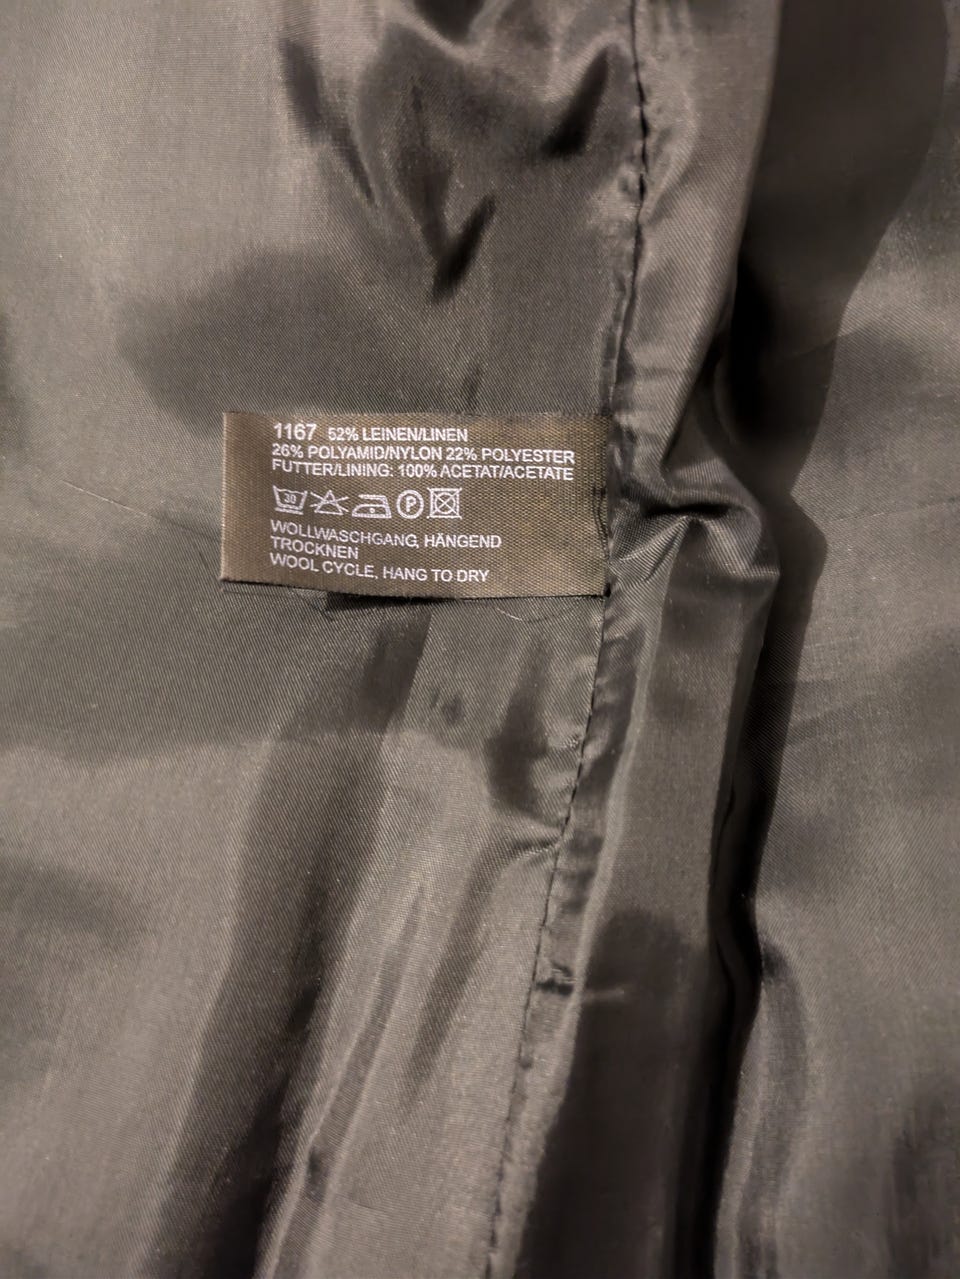 1167 52% LEINEN/LINEN
26% POLYAMID/NYLON 22% POLYESTER
FUTTER/LINING: 100% ACETAT/ACETATE
30 P
WOLLWASCHGANG, HÄNGEND
TROCKNEN
WOOL CYCLE, HANG TO DRY